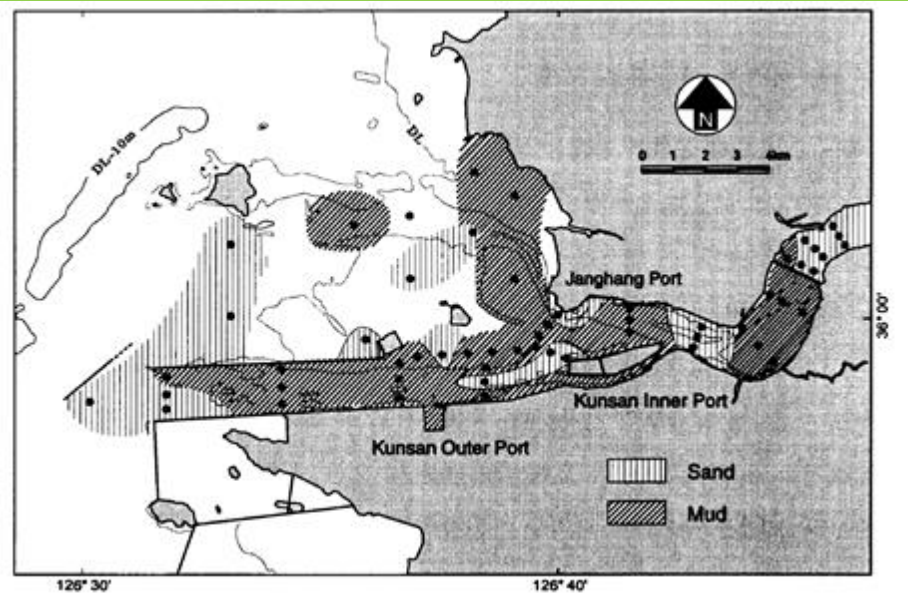 DL-10m
DL
N
0 1 2 3 4km
Janghang Port
36° 00'
Kunsan Inner Port
Kunsan Outer Port
Sand
Mud
126° 30'
126° 40'